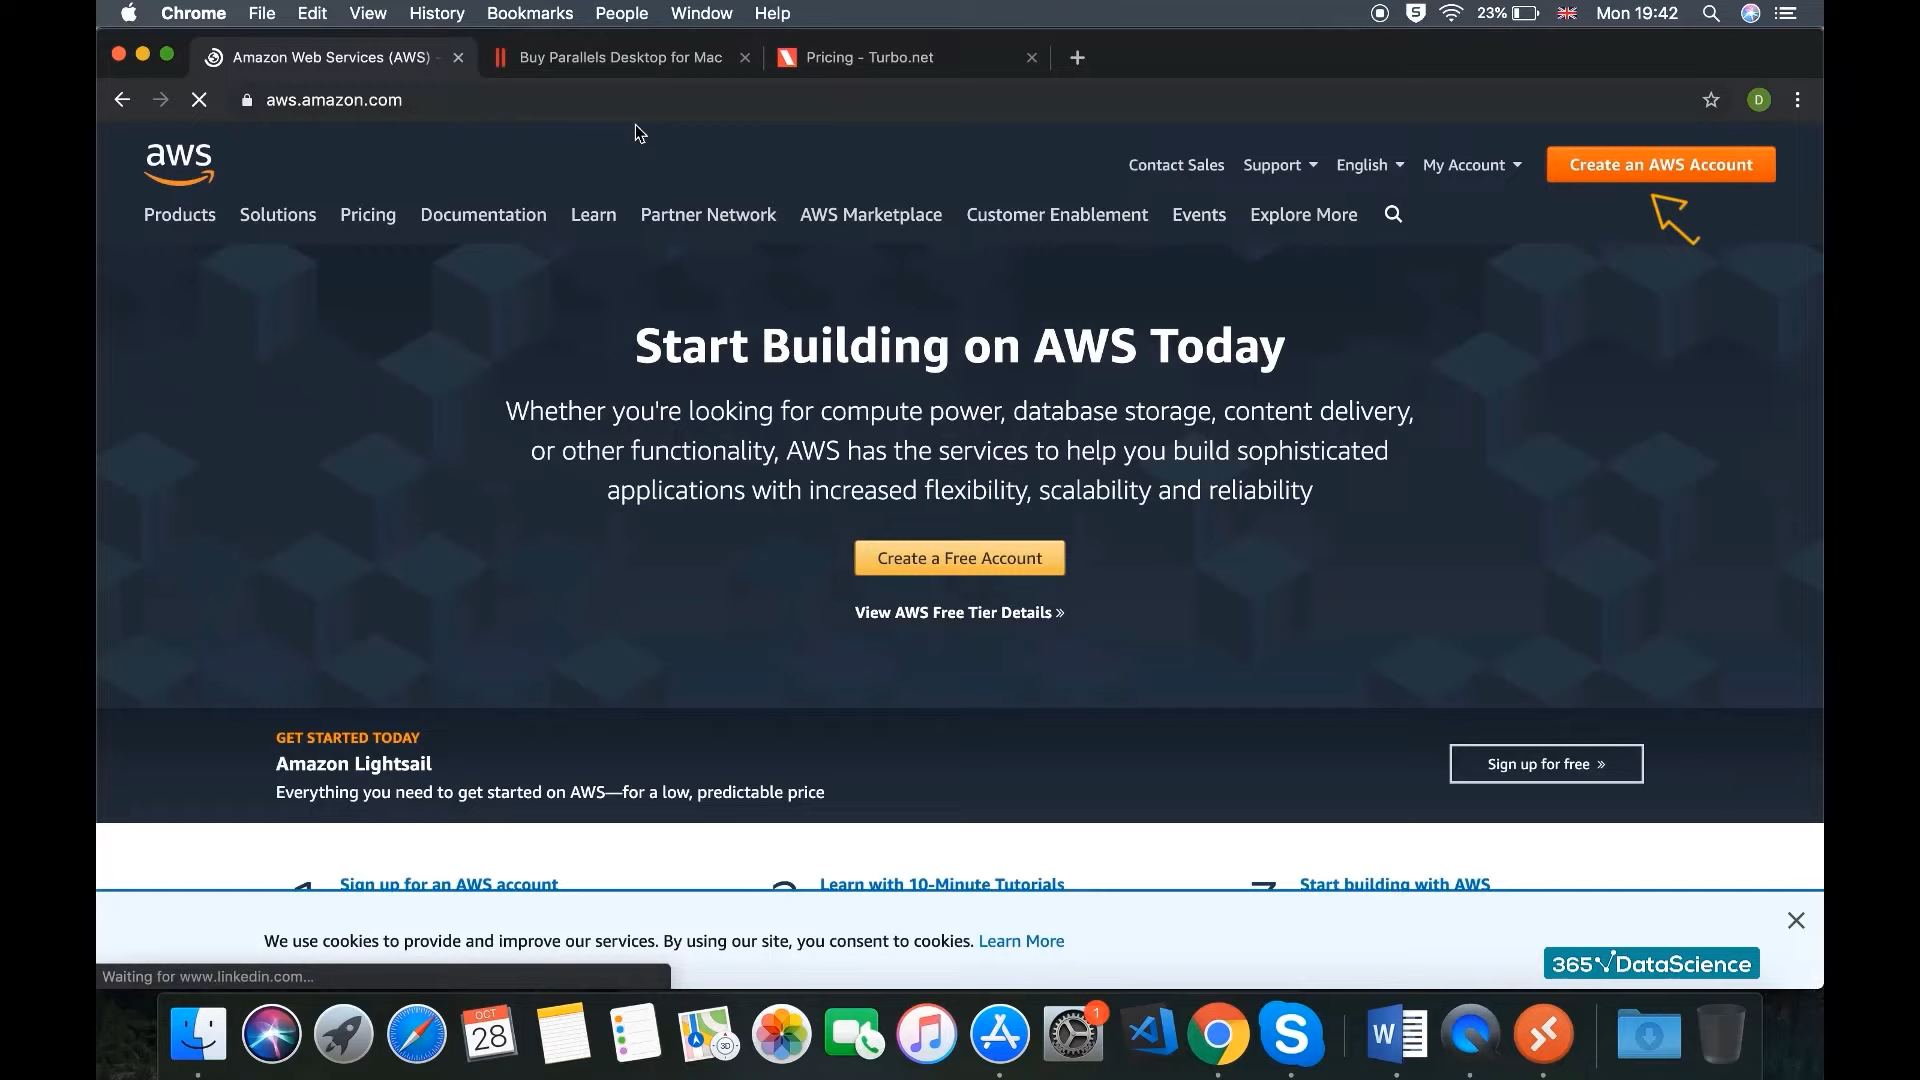 Chrome File Edit View History Bookmarks People Window Help
S 23% Mon 19:42
Amazon Web Services (AWS) - Buy Parallels Desktop for Mac Pricing - Turbo.net
aws.amazon.com D
aws
Contact Sales Support English My Account Create an AWS Account
Products Solutions Pricing Documentation Learn Partner Network AWS Marketplace Customer Enablement Events Explore More
Start Building on AWS Today
Whether you're looking for compute power, database storage, content delivery,
or other functionality, AWS has the services to help you build sophisticated
applications with increased flexibility, scalability and reliability
Create a Free Account
View AWS Free Tier Details »
GET STARTED TODAY
Amazon Lightsail
Everything you need to get started on AWS—for a low, predictable price
Sign up for free »
Sign up for an AWS account
Learn with 10-Minute Tutorials
Start building with AWS
We use cookies to provide and improve our services. By using our site, you consent to cookies. Learn More
365 DataScience
Waiting for www.linkedin.com...
OCT
28
3D
1
S
W